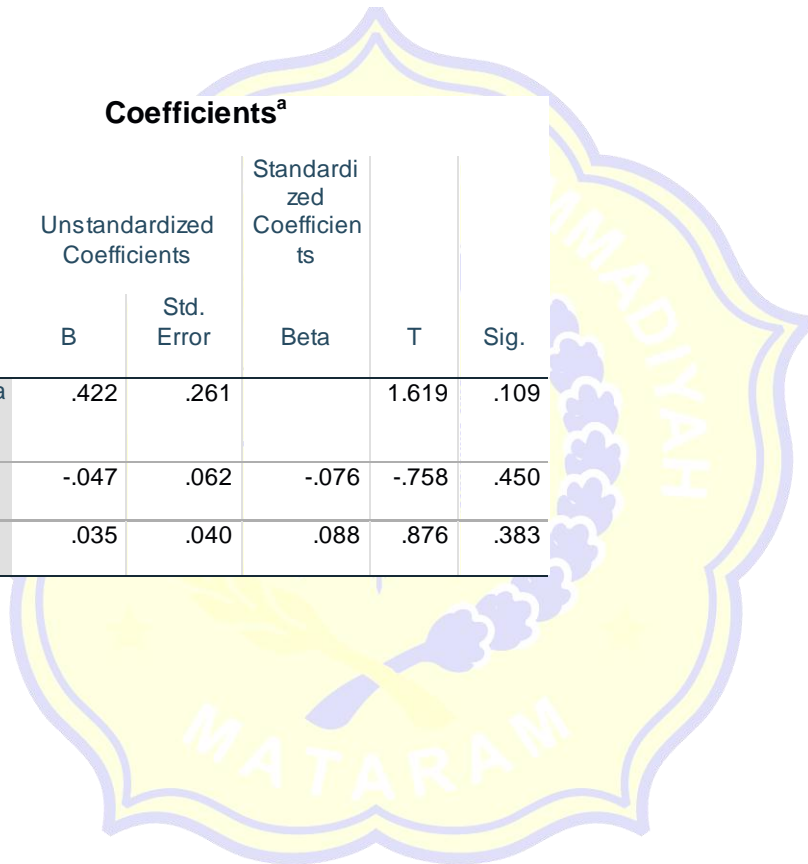 Coefficientsᵃ
Unstandardized Coefficients
Standardi
zed
Coefficien
ts
B Std. Error Beta T Sig.
a .422 .261 1.619 .109
-.047 .062 -.076 -.758 .450
.035 .040 .088 .876 .383
MATARAM